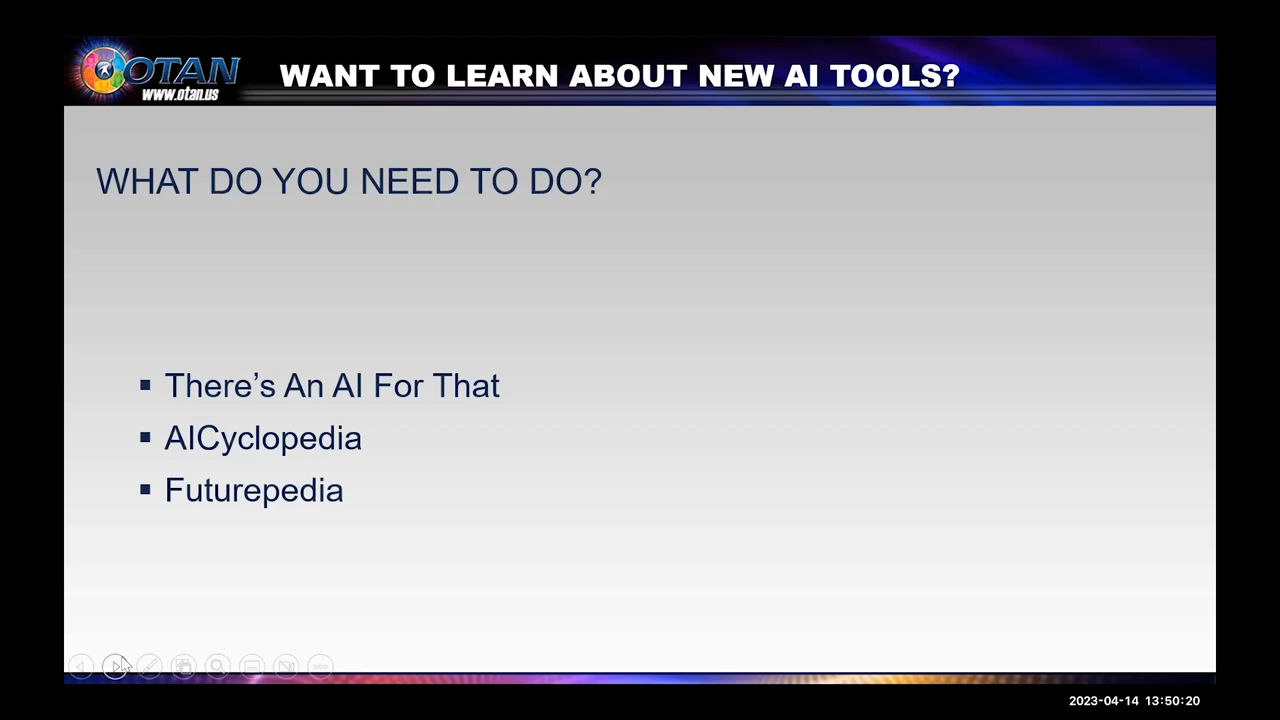 OTAN
www.otan.us
WANT TO LEARN ABOUT NEW AI TOOLS?
WHAT DO YOU NEED TO DO?
▪ There’s An AI For That
▪ AICyclopedia
▪ Futurepedia
2023-04-14 13:50:20